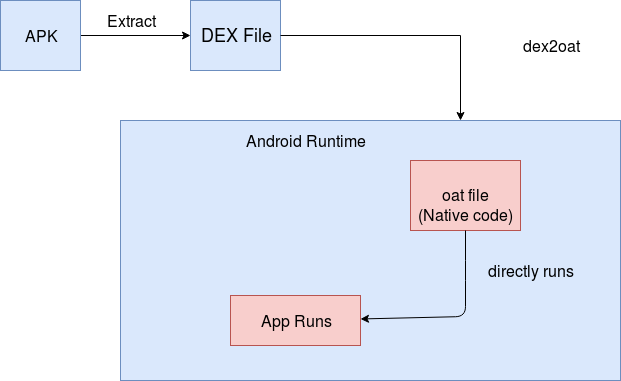 APK
Extract
DEX File
dex2oat
Android Runtime
oat file
(Native code)
directly runs
App Runs